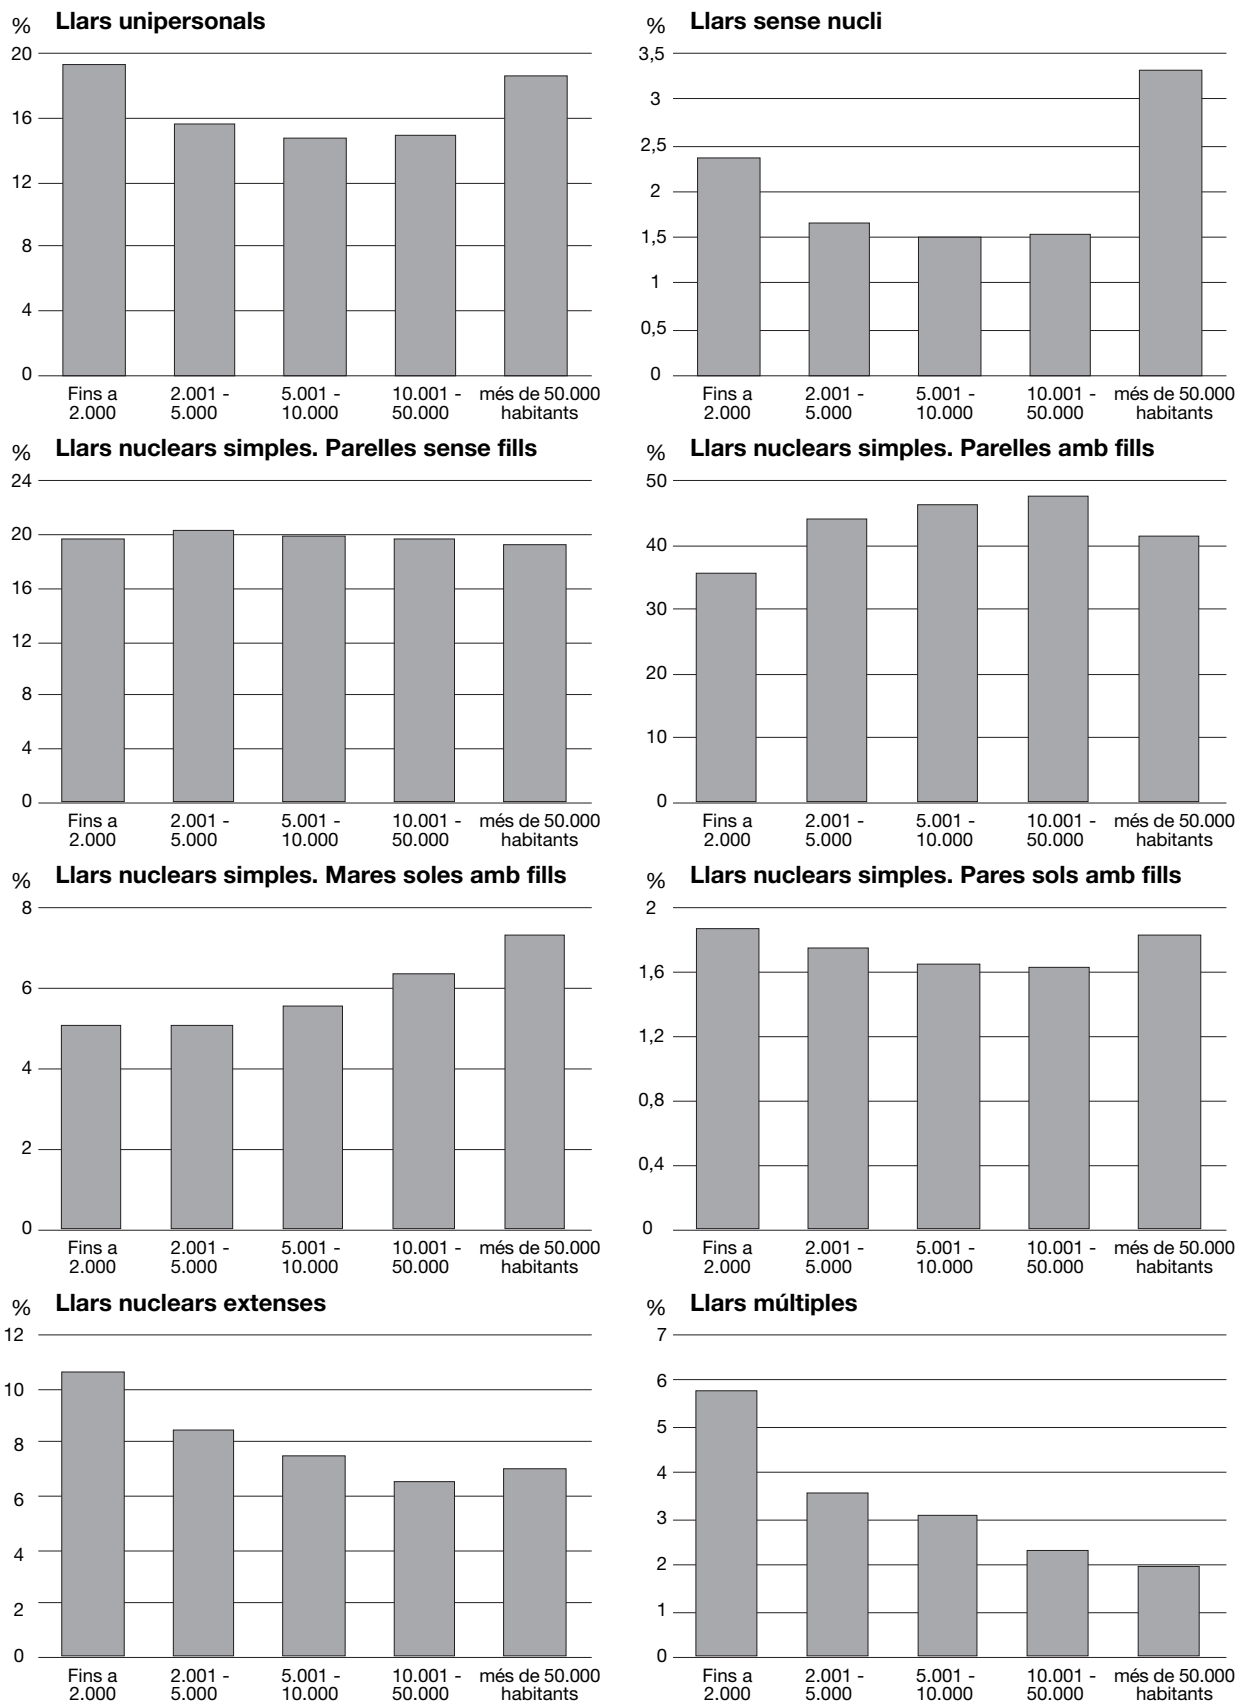 % Llars unipersonals
20
16
12
8
4
0
Fins a 2.001 - 5.001 - 10.001 - més de 50.000
2.000 5.000 10.000 50.000 habitants
% Llars sense nucli
3,5
3
2,5
2
1,5
1
0,5
0
Fins a 2.001 - 5.001 - 10.001 - més de 50.000
2.000 5.000 10.000 50.000 habitants
% Llars nuclears simples. Parelles sense fills
24
20
16
12
8
4
0
Fins a 2.001 - 5.001 - 10.001 - més de 50.000
2.000 5.000 10.000 50.000 habitants
% Llars nuclears simples. Parelles amb fills
50
40
30
20
10
0
Fins a 2.001 - 5.001 - 10.001 - més de 50.000
2.000 5.000 10.000 50.000 habitants
% Llars nuclears simples. Mares soles amb fills
8
6
4
2
0
Fins a 2.001 - 5.001 - 10.001 - més de 50.000
2.000 5.000 10.000 50.000 habitants
% Llars nuclears simples. Pares sols amb fills
2
1,6
1,2
0,8
0,4
0
Fins a 2.001 - 5.001 - 10.001 - més de 50.000
2.000 5.000 10.000 50.000 habitants
% Llars nuclears extenses
12
10
8
6
4
2
0
Fins a 2.001 - 5.001 - 10.001 - més de 50.000
2.000 5.000 10.000 50.000 habitants
% Llars múltiples
7
6
5
4
3
2
1
0
Fins a 2.001 - 5.001 - 10.001 - més de 50.000
2.000 5.000 10.000 50.000 habitants